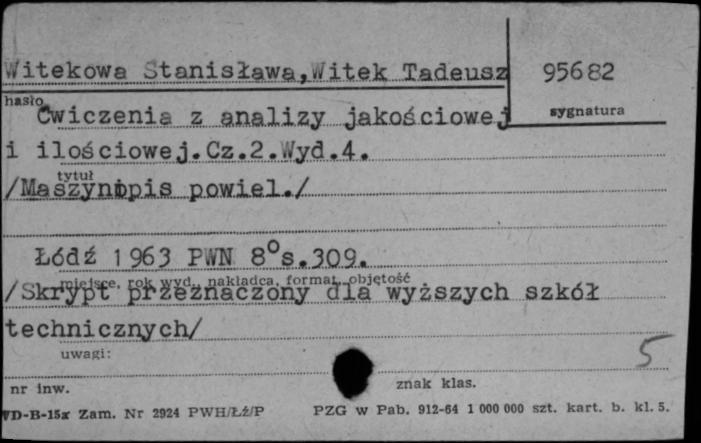 Witekowa Stanisława,Witek Tadeusz
95682
hasło
sygnatura
Ćwiczenia z analizy jakościowej
i ilościowej.Cz.2.Wyd.4.
tytuł
/Maszynopis powiel./
Łódź 1963 PWN 8°s.309.
miejsce, rok wyd., nakładca, format, objętość
/Skrypt przeznaczony dla wyższych szkół
technicznych/
uwagi:
5
nr inw.
znak klas.
WD-B-15x Zam. Nr 2924 PWH/Łź/P
PZG w Pab. 912-64 1 000 000 szt. kart. b. kl. 5.